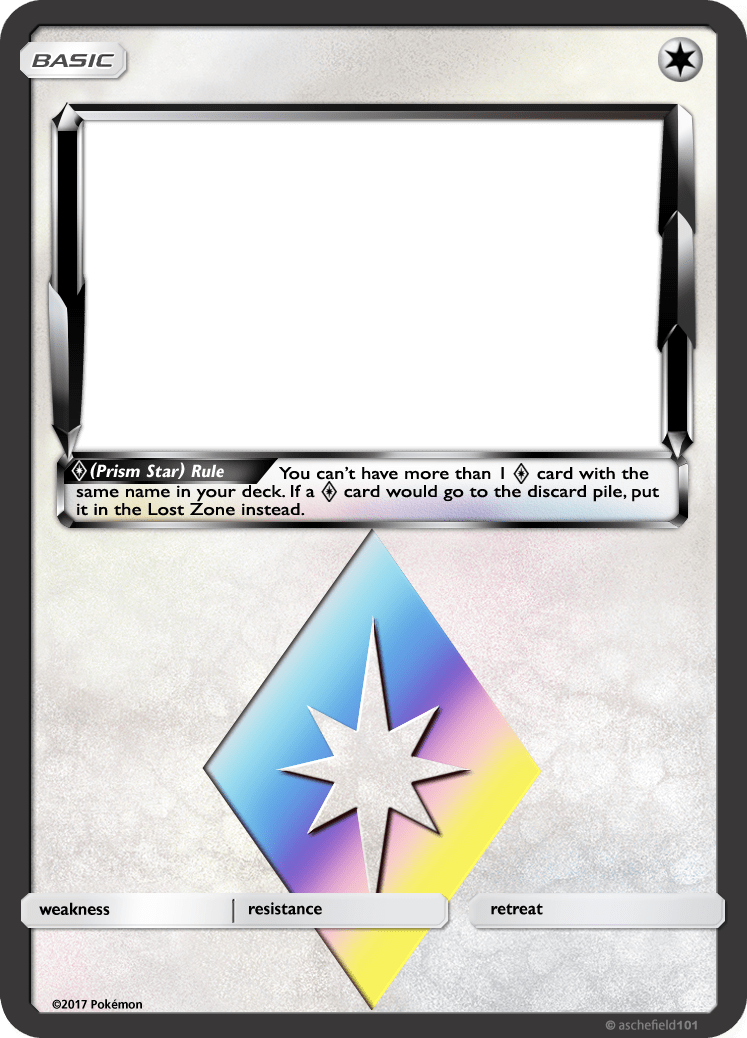 BASIC
(Prism Star) Rule You can't have more than 1 card with the
same name in your deck. If a card would go to the discard pile, put
it in the Lost Zone instead.
weakness resistance retreat
©2017 Pokémon
© aschefield101